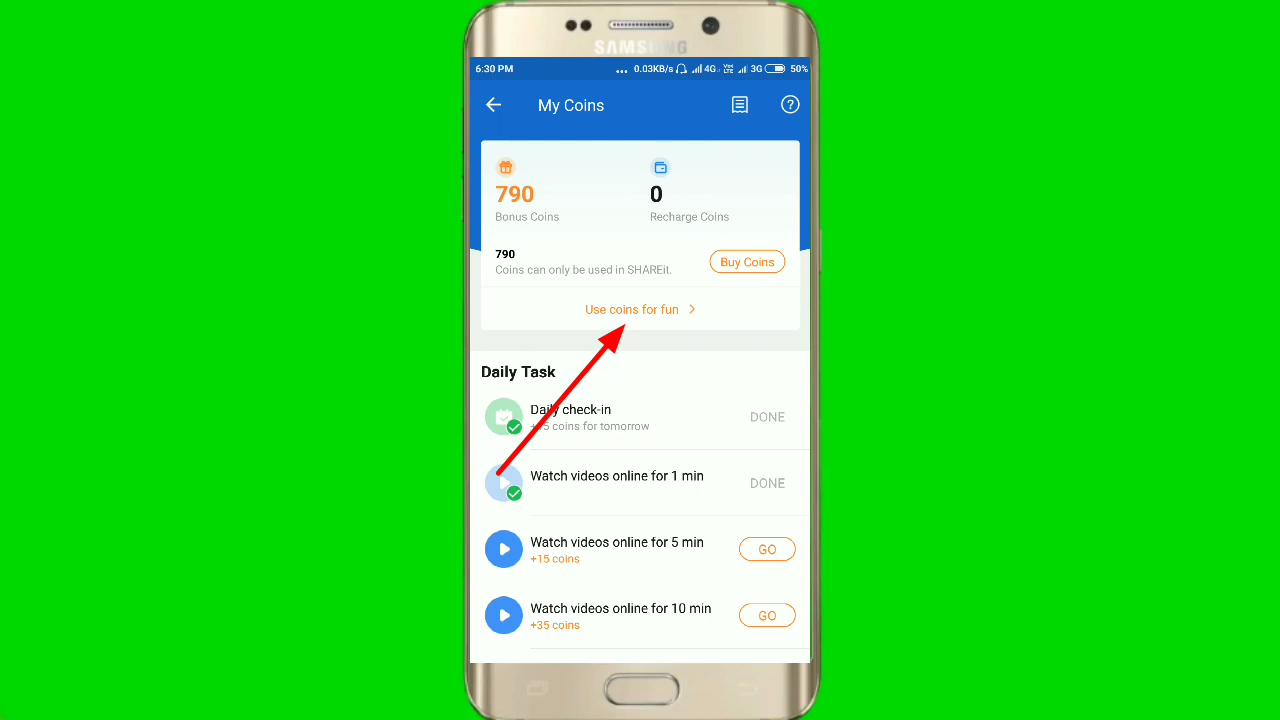 SAMSUNG
6:30 PM ... 0.03KB/s 4G Vo LTE 3G 50%
My Coins
790 0
Bonus Coins Recharge Coins
790
Coins can only be used in SHAREit.
Buy Coins
Use coins for fun
Daily Task
Daily check-in
coins for tomorrow
DONE
Watch videos online for 1 min
DONE
Watch videos online for 5 min
+15 coins
GO
Watch videos online for 10 min
+35 coins
GO